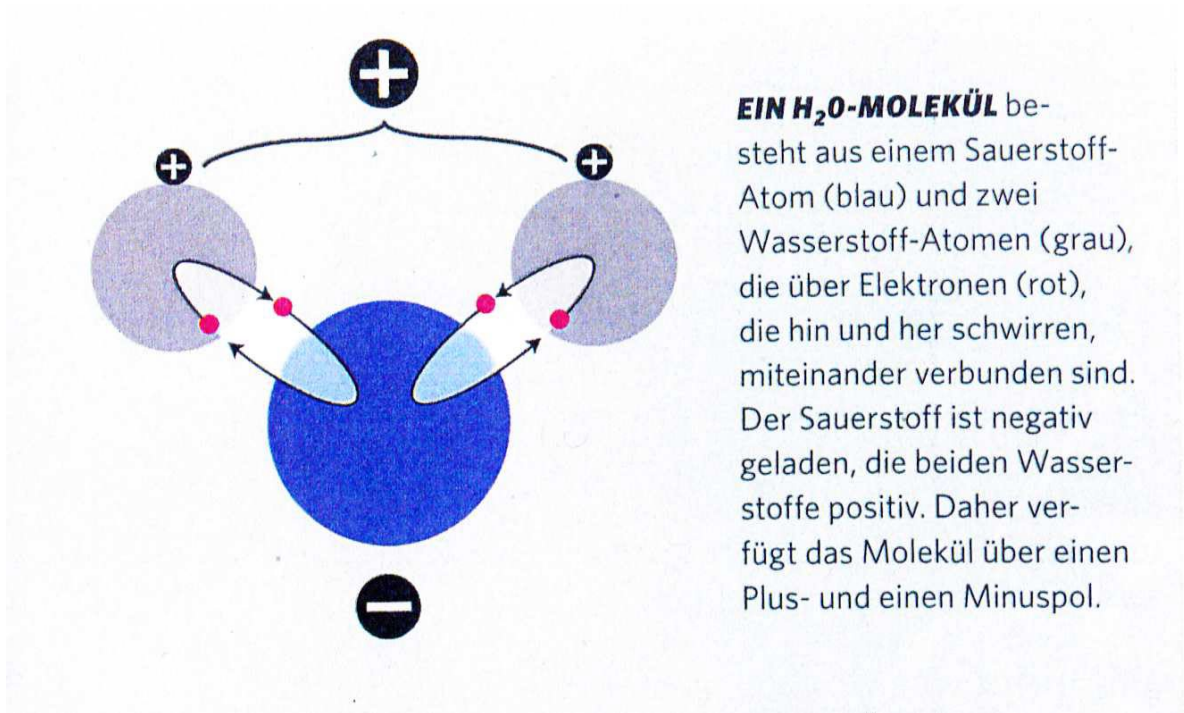 EIN H₂0-MOLEKÜL be-
steht aus einem Sauerstoff-
Atom (blau) und zwei
Wasserstoff-Atomen (grau),
die über Elektronen (rot),
die hin und her schwirren,
miteinander verbunden sind.
Der Sauerstoff ist negativ
geladen, die beiden Wasser-
stoffe positiv. Daher ver-
fügt das Molekül über einen
Plus- und einen Minuspol.